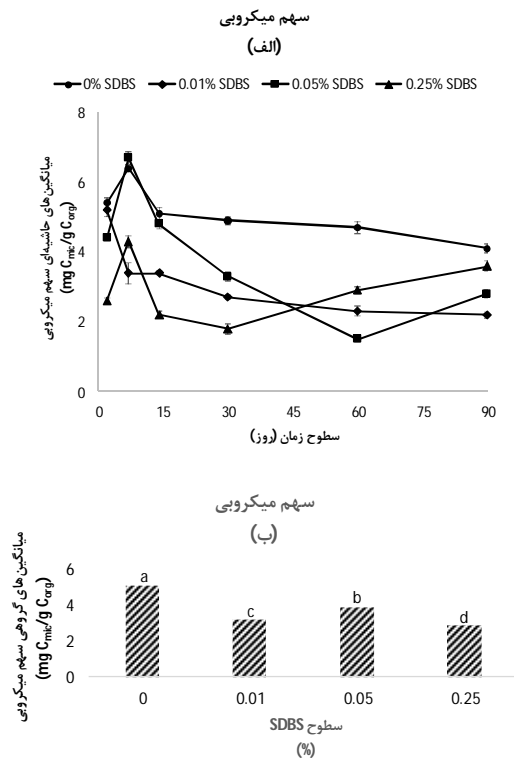 سهم میکروبی
(الف)
0% SDBS 0.01% SDBS 0.05% SDBS 0.25% SDBS
میانگین‌های حاشیه‌ای سهم میکروبی
(mg Cmic/g Corg)
8
6
4
2
0
0 15 30 45 60 75 90
سطوح زمان (روز)
سهم میکروبی
(ب)
میانگین‌های گروهی سهم میکروبی
(mg Cmic/g Corg)
6
4
2
0
a
c
b
d
0 0.01 0.05 0.25
سطوح SDBS
(%)